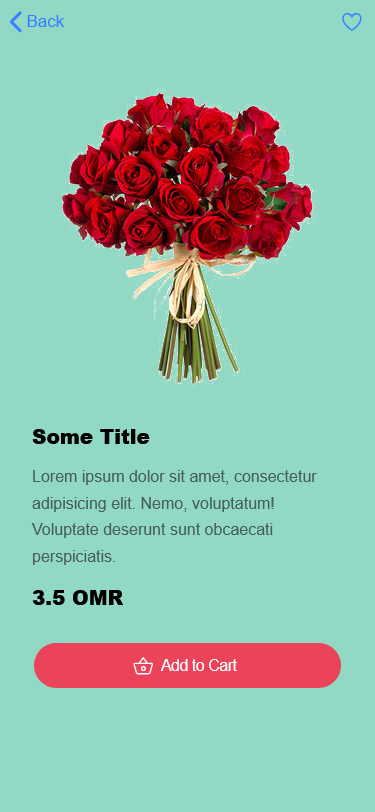 Back
Some Title
Lorem ipsum dolor sit amet, consectetur
adipisicing elit. Nemo, voluptatum!
Voluptate deserunt sunt obcaecati
perspiciatis.
3.5 OMR
Add to Cart